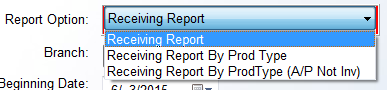 Report Option: Receiving Report
Receiving Report
Branch: Receiving Report By Prod Type
Receiving Report By ProdType (A/P Not Inv)
Beginning Date: 6/ 3/2015